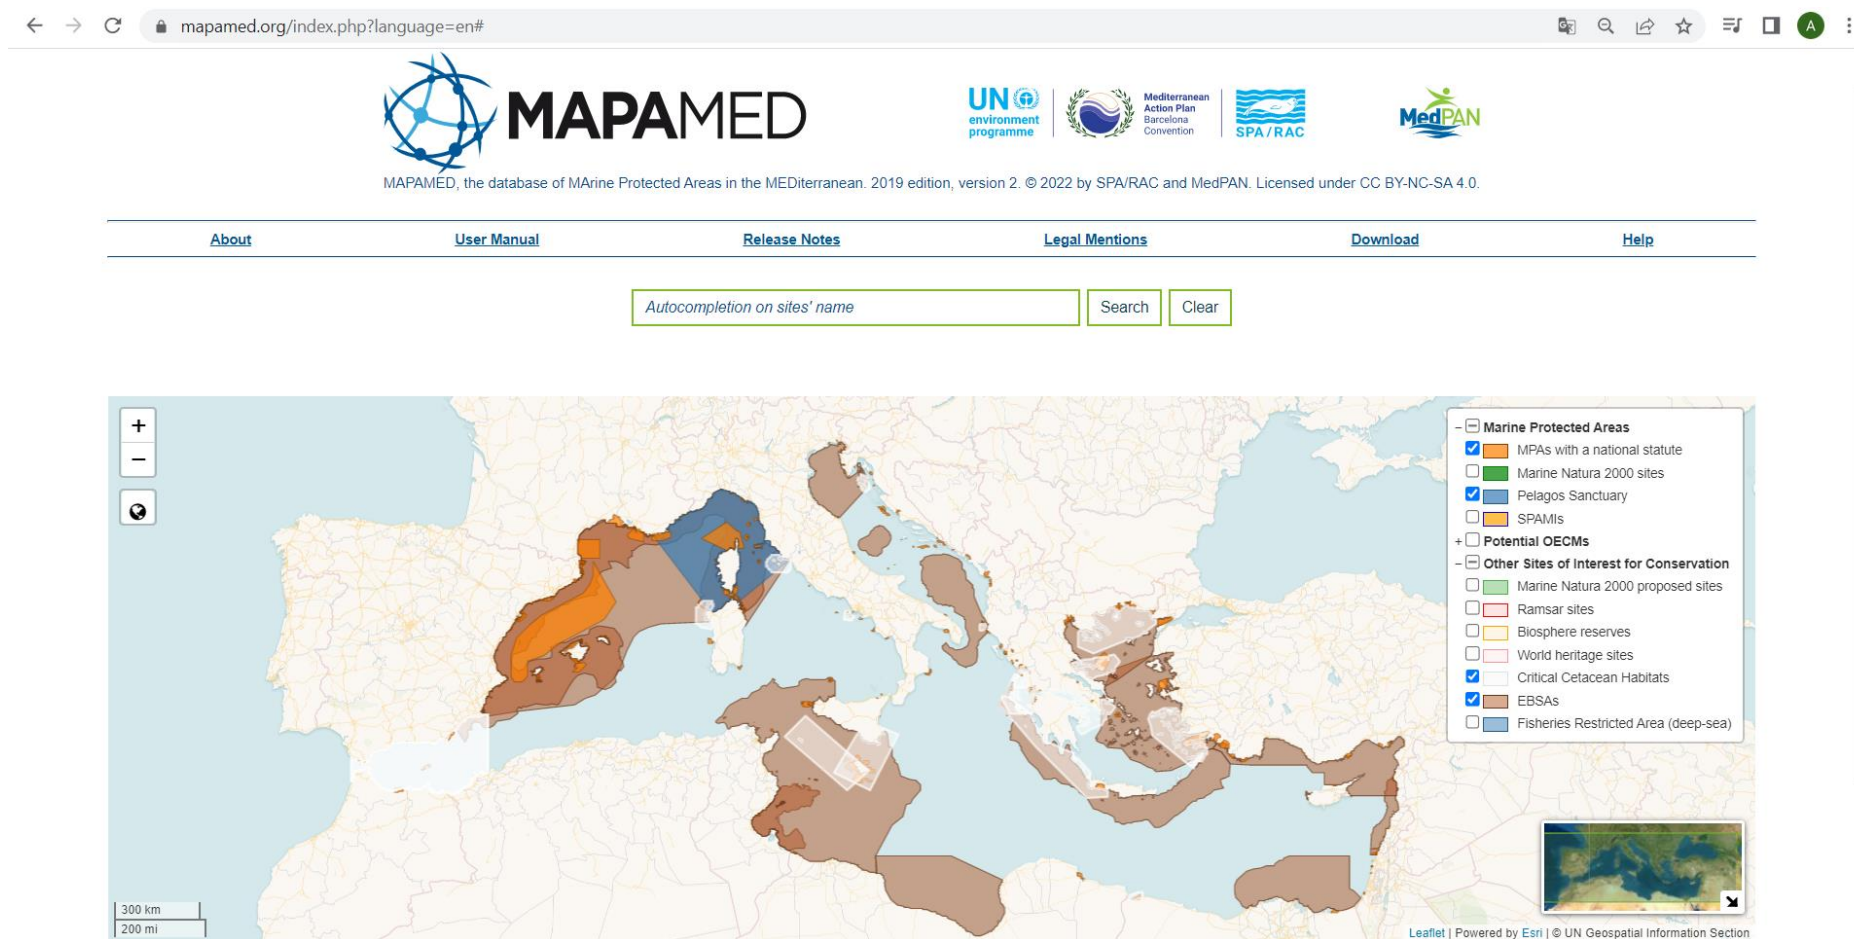 mapamed.org/index.php?language=en#
A
MAPAMED
UN
environment
programme
Mediterranean
Action Plan
Barcelona
Convention
SPA/RAC
MedPAN
MAPAMED, the database of MArine Protected Areas in the MEDiterranean. 2019 edition, version 2. © 2022 by SPA/RAC and MedPAN. Licensed under CC BY-NC-SA 4.0.
About User Manual Release Notes Legal Mentions Download Help
Autocompletion on sites' name Search Clear
+
−
− Marine Protected Areas
MPAs with a national statute
Marine Natura 2000 sites
Pelagos Sanctuary
SPAMIs
+ Potential OECMs
− Other Sites of Interest for Conservation
Marine Natura 2000 proposed sites
Ramsar sites
Biosphere reserves
World heritage sites
Critical Cetacean Habitats
EBSAs
Fisheries Restricted Area (deep-sea)
300 km
200 mi
Leaflet | Powered by Esri | © UN Geospatial Information Section